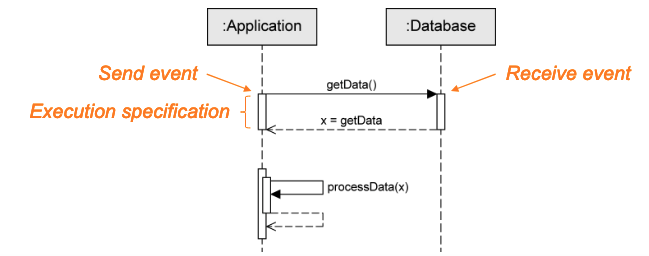 :Application
:Database
Send event
getData()
Receive event
Execution specification
x = getData
processData(x)